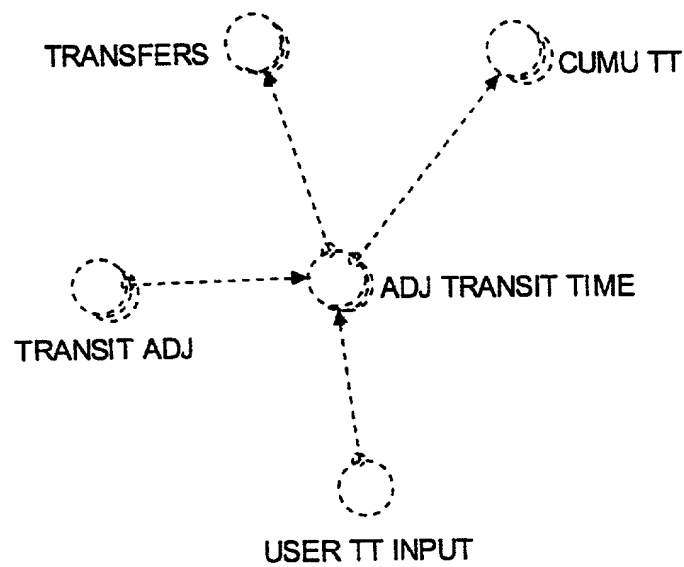 TRANSFERS
CUMU TT
ADJ TRANSIT TIME
TRANSIT ADJ
USER TT INPUT